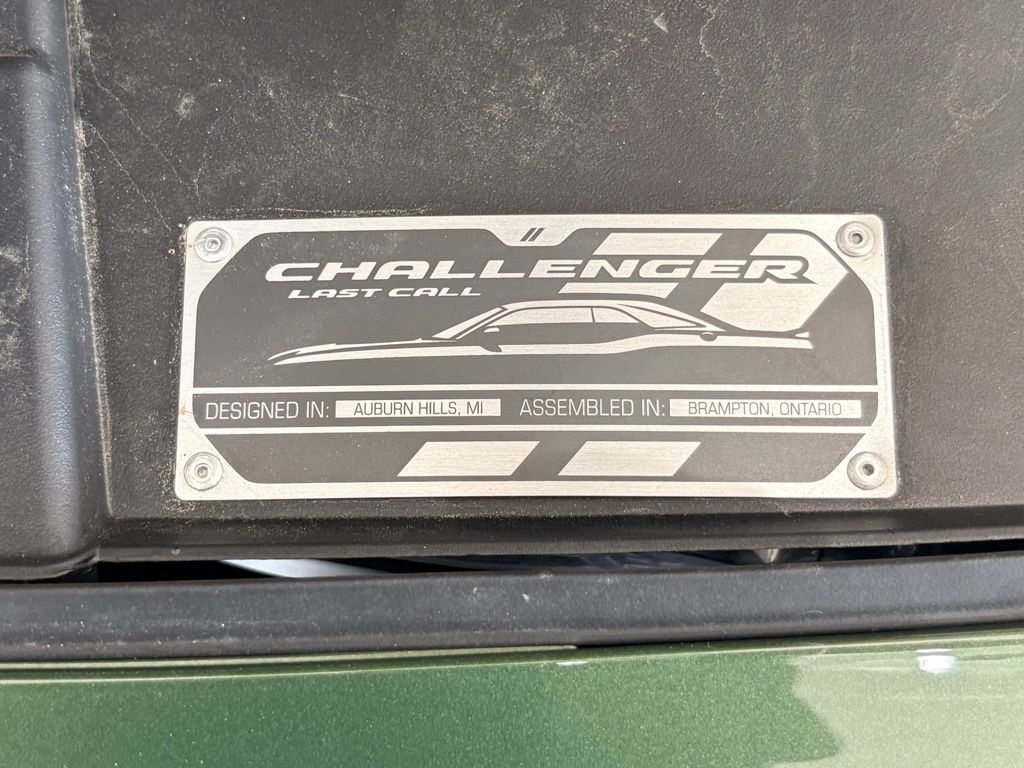 CHALLENGER
LAST CALL
DESIGNED IN: AUBURN HILLS, MI ASSEMBLED IN: BRAMPTON, ONTARIO